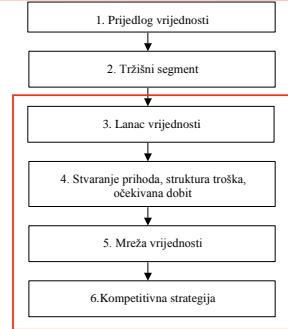 1. Prijedlog vrijednosti
2. Tržišni segment
3. Lanac vrijednosti
4. Stvaranje prihoda, struktura troška,
očekivana dobit
5. Mreža vrijednosti
6.Kompetitivna strategija